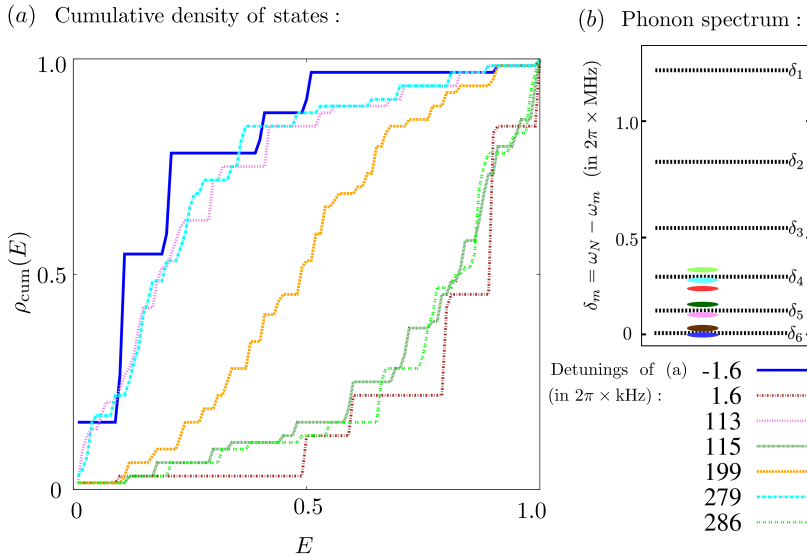 (a) Cumulative density of states :
1.0
0.5
0
ρcum(E)
0
0.5
1.0
E
(b) Phonon spectrum :
δm = ωN − ωm (in 2π × MHz)
1.0
0.5
0
δ1
δ2
δ3
δ4
δ5
δ6
Detunings of (a)
(in 2π × kHz) :
-1.6
1.6
113
115
199
279
286